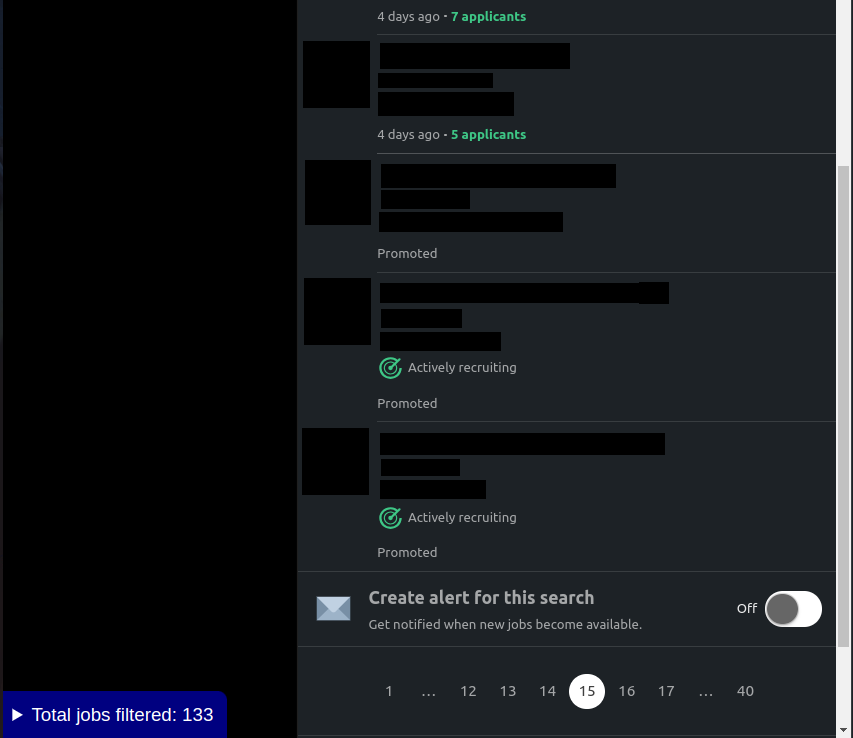 4 days ago · 7 applicants
4 days ago · 5 applicants
Promoted
Actively recruiting
Promoted
Actively recruiting
Promoted
Create alert for this search
Get notified when new jobs become available.
Off
1 … 12 13 14 15 16 17 … 40
Total jobs filtered: 133